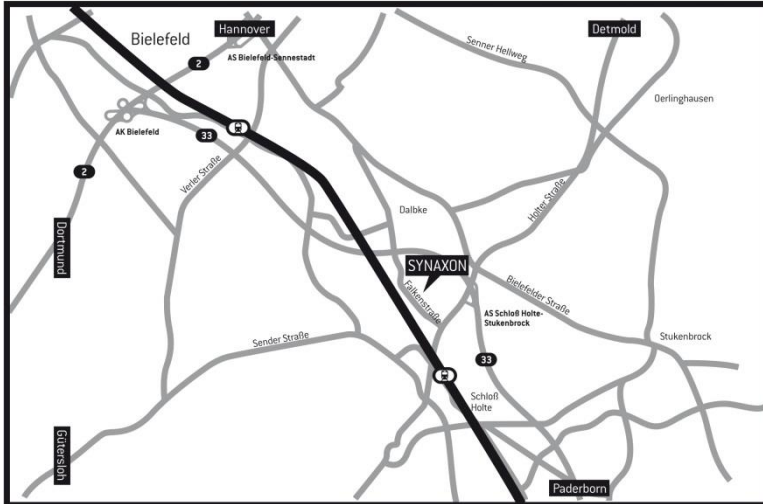 Bielefeld
Hannover
Detmold
Senner Hellweg
AS Bielefeld-Sennestadt
2
Oerlinghausen
AK Bielefeld
33
2
Verler Straße
Holter Straße
Dalbke
Dortmund
SYNAXON
Falkenstraße
Bielefelder Straße
AS Schloß Holte-
Stukenbrock
Sender Straße
Stukenbrock
33
Schloß
Holte
Gütersloh
Paderborn